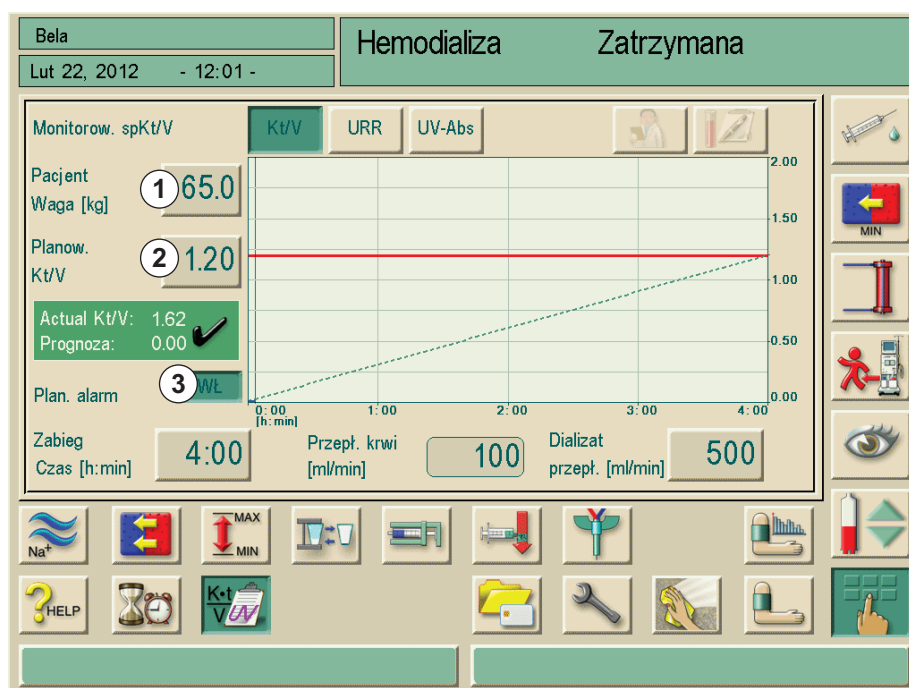 Bela
Hemodializa Zatrzymana
Lut 22, 2012 - 12:01 -
Monitorow. spKt/V
Kt/V
URR
UV-Abs
Pacjent
Waga [kg]
1
65.0
Planow.
Kt/V
2
1.20
Actual Kt/V: 1.62
Prognoza: 0.00
Plan. alarm
3
WŁ
2.00
1.50
1.00
0.50
0.00
0:00 1:00 2:00 3:00 4:00
[h:min]
Zabieg
Czas [h:min]
4:00
Przepł. krwi
[ml/min]
100
Dializat
przepł. [ml/min]
500
MIN
Na+
MAX
MIN
HELP
K•t
V
UV